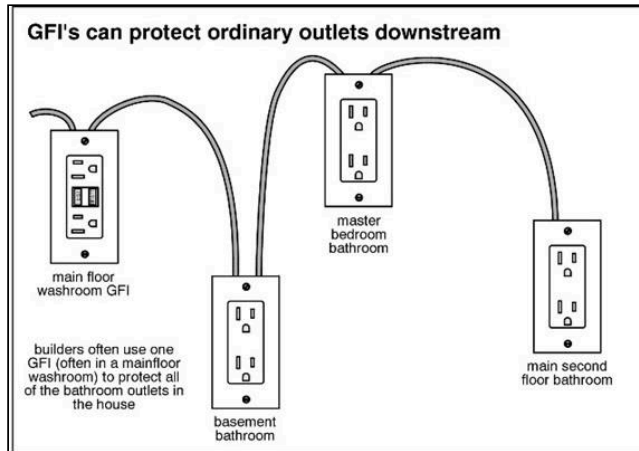 GFI's can protect ordinary outlets downstream
main floor
washroom GFI
builders often use one
GFI (often in a mainfloor
washroom) to protect all
of the bathroom outlets in
the house
basement
bathroom
master
bedroom
bathroom
main second
floor bathroom